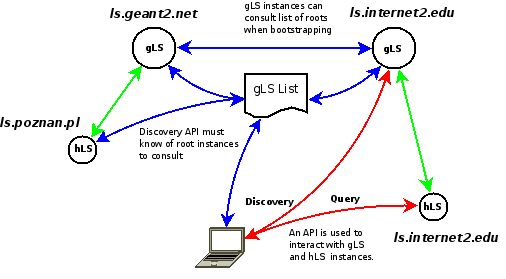 ls.geant2.net
gLS instances can
consult list of roots
when bootstrapping
ls.internet2.edu
gLS
gLS
gLS List
ls.poznan.pl
hLS
Discovery API must
know of root instances
to consult
Discovery
Query
hLS
An API is used to
interact with gLS
and hLS instances.
ls.internet2.edu